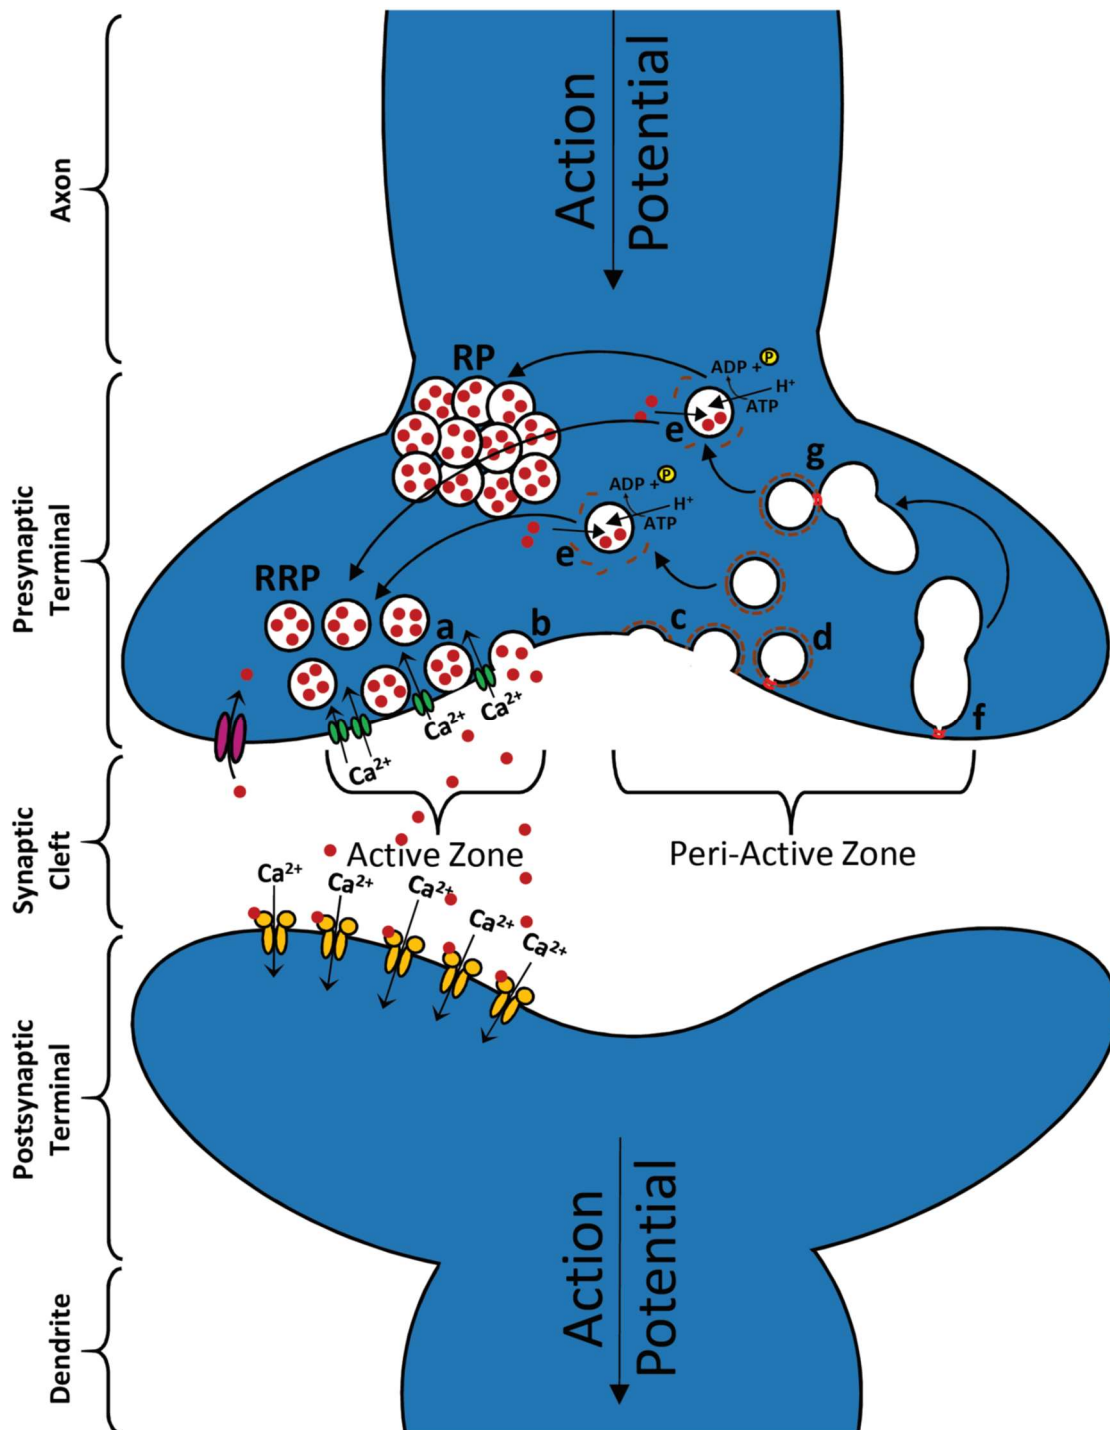 Axon
Action
Potential
Presynaptic
Terminal
RP
ADP + P
H⁺
ATP
e
g
ADP + P
H⁺
ATP
e
RRP
a
b
c
d
f
Ca²⁺
Ca²⁺
Ca²⁺
Synaptic
Cleft
Active Zone
Peri-Active Zone
Ca²⁺
Ca²⁺
Ca²⁺
Ca²⁺
Ca²⁺
Postsynaptic
Terminal
Action
Potential
Dendrite